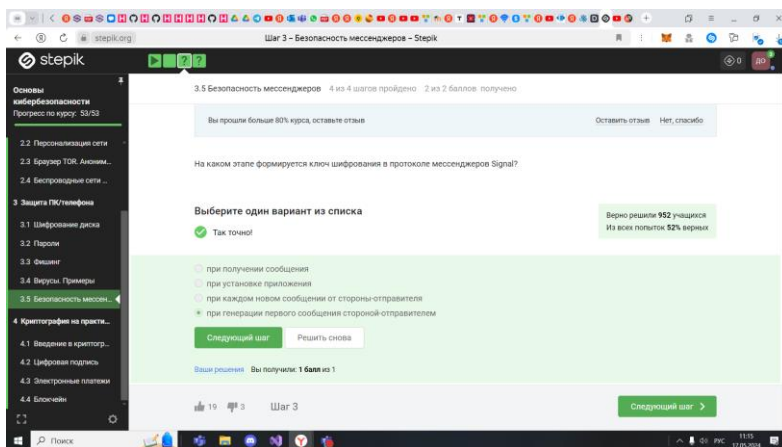 stepik.org
Шаг 3 – Безопасность мессенджеров – Stepik
stepik
0
ДО
Основы
кибербезопасности
Прогресс по курсу: 53/53
2.2 Персонализация сети
2.3 Браузер TOR. Аноним...
2.4 Беспроводные сети ...
3 Защита ПК/телефона
3.1 Шифрование диска
3.2 Пароли
3.3 Фишинг
3.4 Вирусы. Примеры
3.5 Безопасность мессен...
4 Криптография на практи...
4.1 Введение в криптогр...
4.2 Цифровая подпись
4.3 Электронные платежи
4.4 Блокчейн
3.5 Безопасность мессенджеров 4 из 4 шагов пройдено 2 из 2 баллов получено
Вы прошли больше 80% курса, оставьте отзыв
Оставить отзыв Нет, спасибо
На каком этапе формируется ключ шифрования в протоколе мессенджеров Signal?
Выберите один вариант из списка
Так точно!
Верно решили 952 учащихся
Из всех попыток 52% верных
при получении сообщения
при установке приложения
при каждом новом сообщении от стороны-отправителя
при генерации первого сообщения стороной-отправителем
Следующий шаг Решить снова
Ваши решения Вы получили: 1 балл из 1
19 3 Шаг 3
Следующий шаг
Поиск
РУС
11:15
17.05.2024